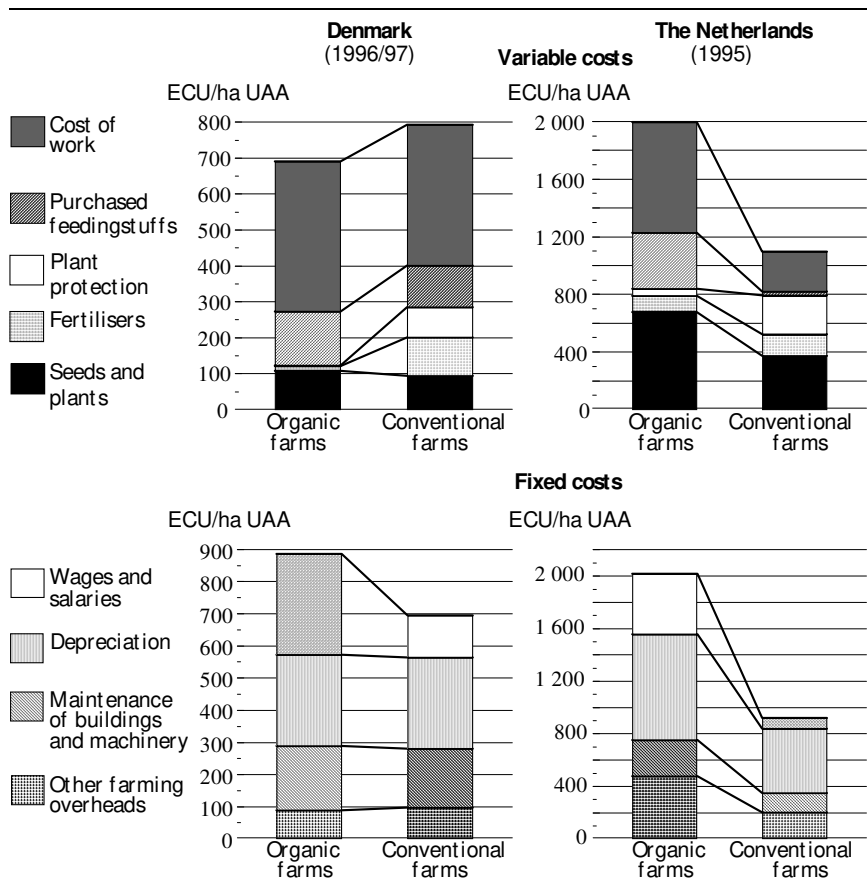 Denmark
(1996/97)
The Netherlands
(1995)
Variable costs
ECU/ha UAA
ECU/ha UAA
Cost of
work
Purchased
feedingstuffs
Plant
protection
Fertilisers
Seeds and
plants
800
700
600
500
400
300
200
100
0
Organic
farms
Conventional
farms
2 000
1 600
1 200
800
400
0
Organic
farms
Conventional
farms
Fixed costs
ECU/ha UAA
ECU/ha UAA
Wages and
salaries
Depreciation
Maintenance
of buildings
and machinery
Other farming
overheads
900
800
700
600
500
400
300
200
100
0
Organic
farms
Conventional
farms
2 000
1 600
1 200
800
400
0
Organic
farms
Conventional
farms